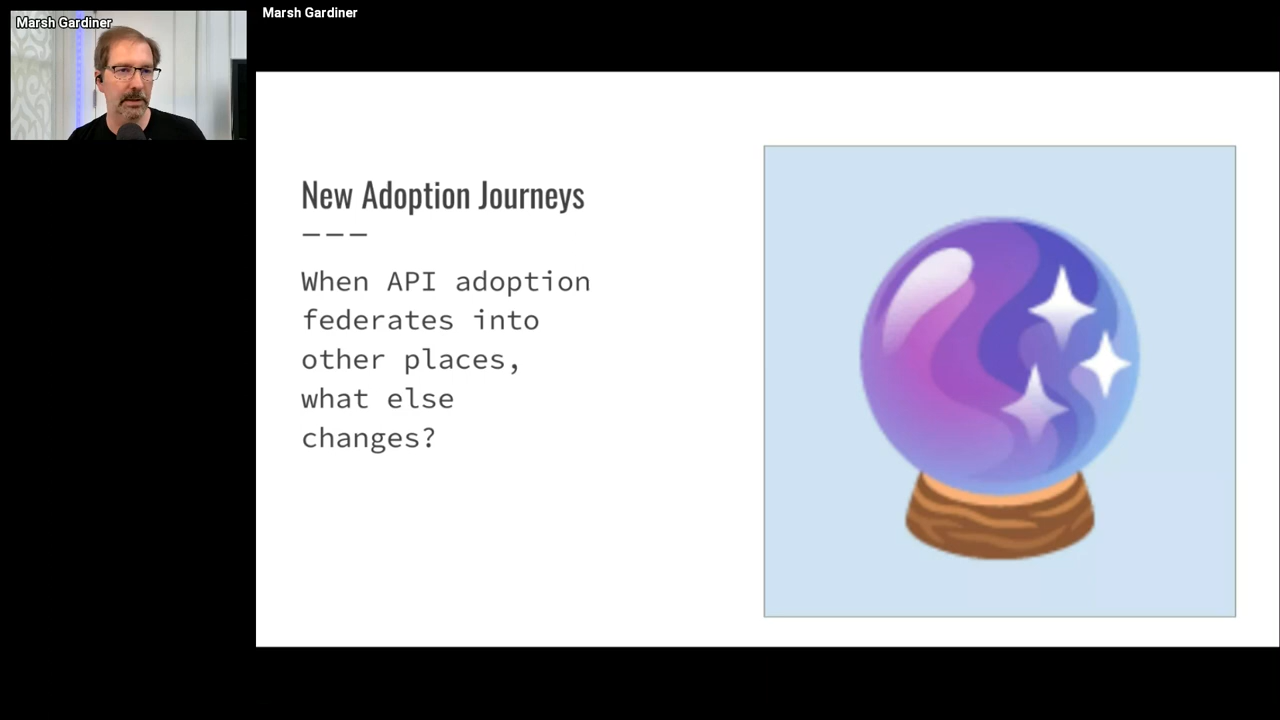 Marsh Gardiner
Marsh Gardiner
New Adoption Journeys
When API adoption
federates into
other places,
what else
changes?